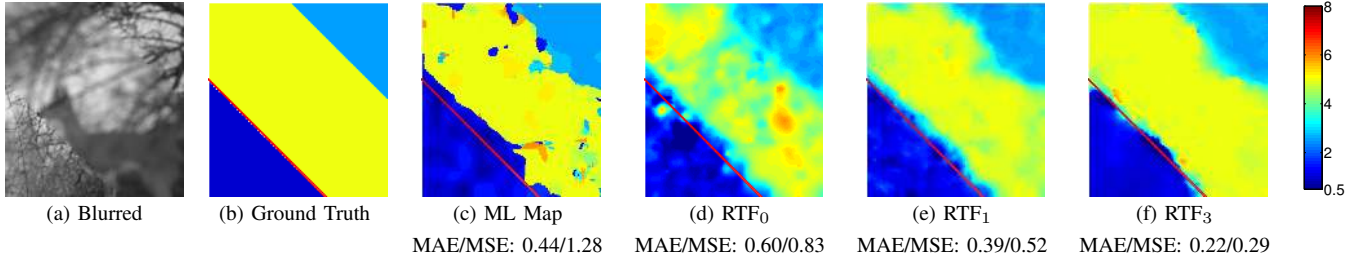 8
6
4
2
0.5
(a) Blurred
(b) Ground Truth
(c) ML Map
(d) RTF₀
(e) RTF₁
(f) RTF₃
MAE/MSE: 0.44/1.28
MAE/MSE: 0.60/0.83
MAE/MSE: 0.39/0.52
MAE/MSE: 0.22/0.29